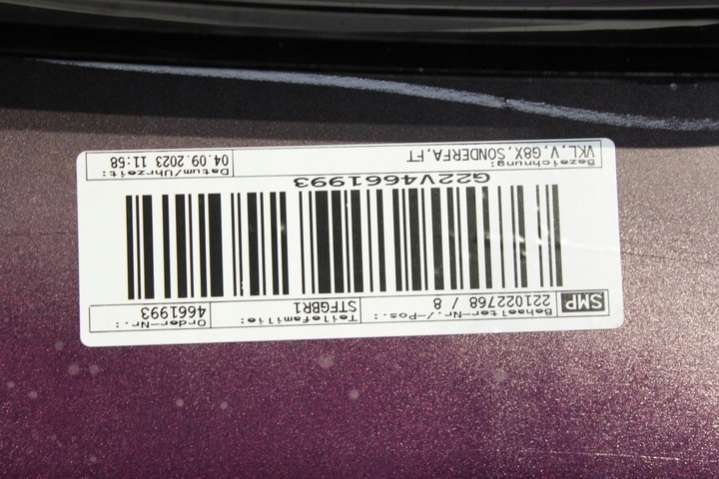 SMP Behaelter-Nr./-Pos.: Teilefamilie: Order-Nr.:
221022768 / 8 STFGBR1 4661993
G22V4661993
Bezeichnung: Datum/Uhrzeit:
VKL,V,G8X,SONDERFA,FT 04.09.2023 11:58